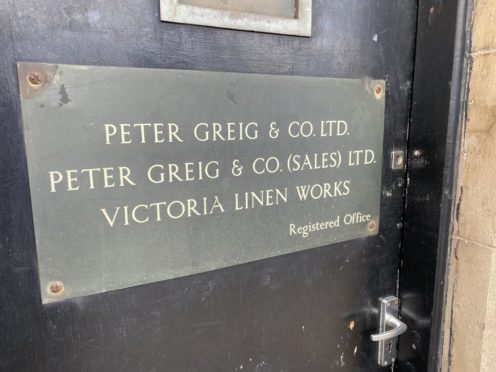 PETER GREIG & CO. LTD.
PETER GREIG & CO. (SALES) LTD.
VICTORIA LINEN WORKS
Registered Office